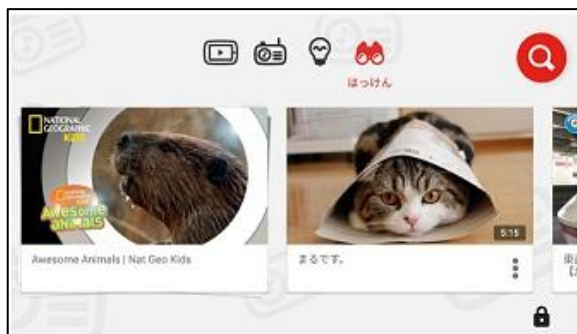 はっけん
NATIONAL
GEOGRAPHIC
KiDS
Awesome
animals
Awesome Animals | Nat Geo Kids
5:15
まるです。